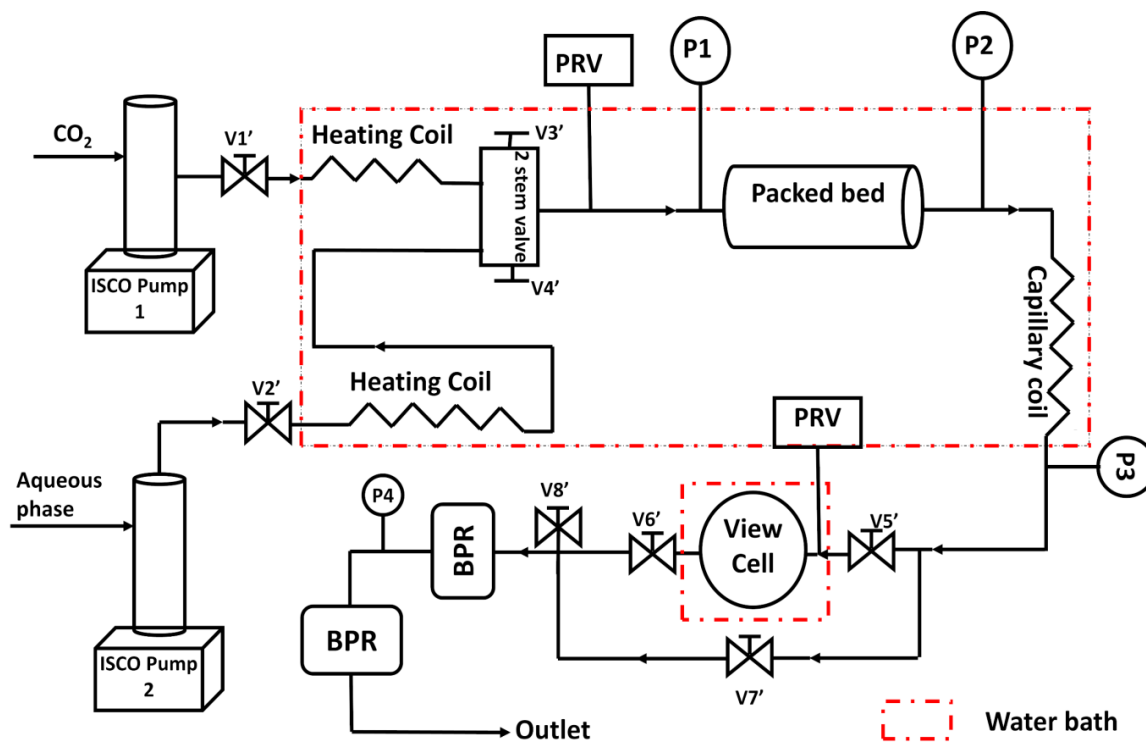 PRV
P1
P2
CO₂
V1'
Heating Coil
V3'
2 stem valve
Packed bed
V4'
ISCO Pump
1
Capillary coil
V2'
Heating Coil
PRV
P3
Aqueous
phase
P4
V8'
V6'
V5'
BPR
View
Cell
BPR
V7'
ISCO Pump
2
Outlet
Water bath